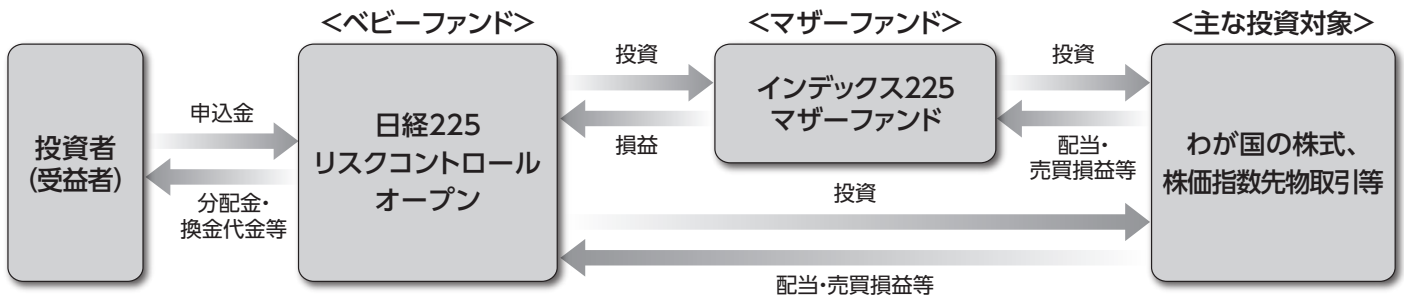 <ベビーファンド>
<マザーファンド>
<主な投資対象>
投資者
(受益者)
申込金
分配金・
換金代金等
日経225
リスクコントロール
オープン
投資
損益
インデックス225
マザーファンド
投資
配当・
売買損益等
投資
配当・売買損益等
わが国の株式、
株価指数先物取引等